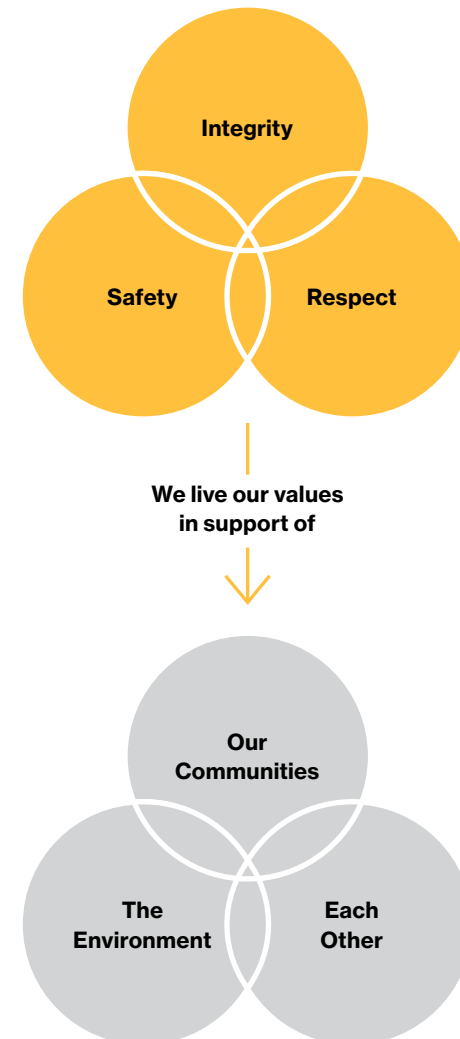 Integrity
Safety
Respect
We live our values
in support of
Our
Communities
The
Environment
Each
Other